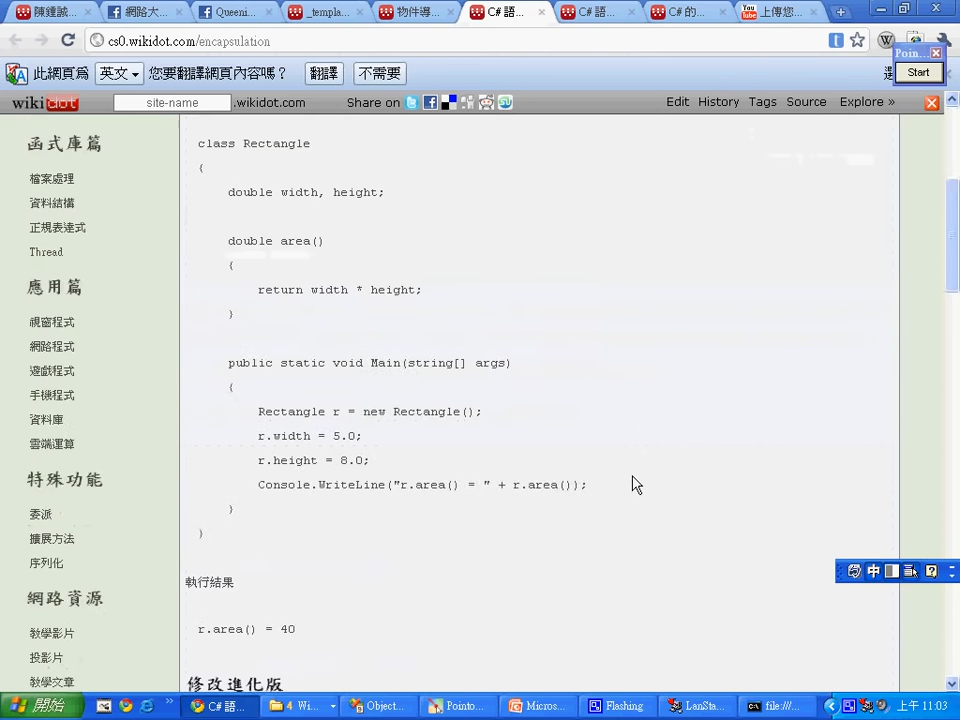 陳鍾誠...
網路大...
Queeni...
_templa...
物件導...
C# 語...
C# 語...
C# 的...
上傳您...
cs0.wikidot.com/encapsulation
此網頁為 英文 您要翻譯網頁內容嗎？ 翻譯 不需要
Poin...
Start
wikidot site-name .wikidot.com Share on Edit History Tags Source Explore »
函式庫篇
檔案處理
資料結構
正規表達式
Thread
應用篇
視窗程式
網路程式
遊戲程式
手機程式
資料庫
雲端運算
特殊功能
委派
擴展方法
序列化
網路資源
教學影片
投影片
教學文章
class Rectangle
{
double width, height;
double area()
{
return width * height;
}
public static void Main(string[] args)
{
Rectangle r = new Rectangle();
r.width = 5.0;
r.height = 8.0;
Console.WriteLine("r.area() = " + r.area());
}
}
執行結果
r.area() = 40
修改進化版
中
開始 C# 語... 4 Wi... Object... Pointo... Micros... Flashing LanSta... file:///... 上午 11:03